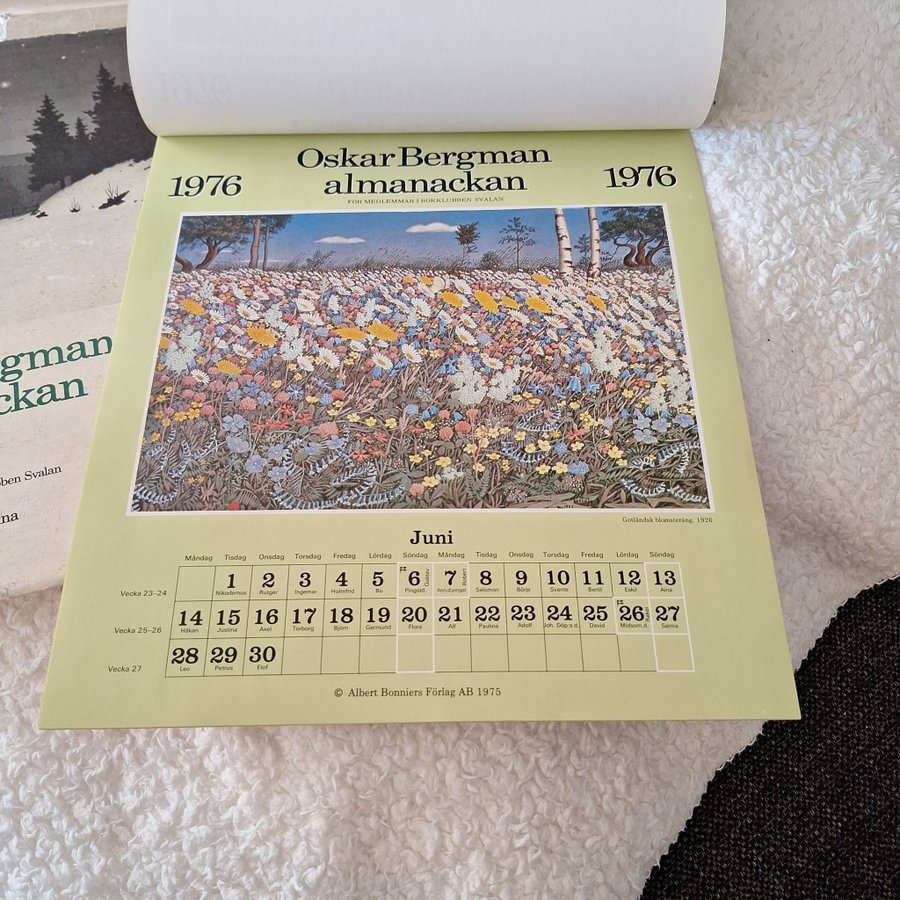 Oskar Bergman
1976 almanackan 1976
FÖR MEDLEMMAR I BOKKLUBBEN SVALAN
Gotländsk blomsteräng. 1926
Juni
Måndag Tisdag Onsdag Torsdag Fredag Lördag Söndag Måndag Tisdag Onsdag Torsdag Fredag Lördag Söndag
Vecka 23–24 1 2 3 4 5 6 7 8 9 10 11 12 13
Nikodemus Rutger Ingemar Holmfrid Bo Pingstd. Gustav Ann.d.pingst Robert Salomon Börje Svante Bertil Eskil Aina
Vecka 25–26 14 15 16 17 18 19 20 21 22 23 24 25 26 27
Håkan Justina Axel Torborg Björn Germund Flora Alf Paulina Adolf Joh. Döp:s d. David Midsom.d. Selma
Vecka 27 28 29 30
Leo Petrus Elof
© Albert Bonniers Förlag AB 1975
gman
ckan
ben Svalan
na